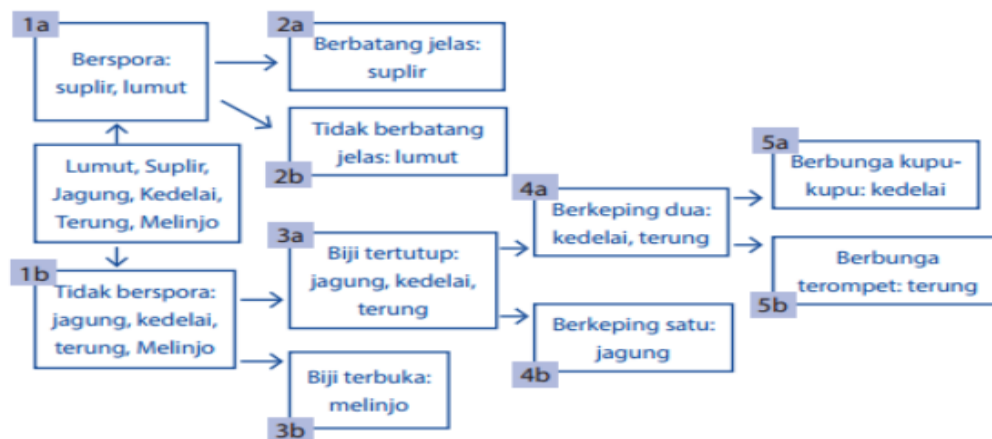 1a
Berspora:
suplir, lumut
2a
Berbatang jelas:
suplir
Tidak berbatang
jelas: lumut
2b
Lumut, Suplir,
Jagung, Kedelai,
Terung, Melinjo
1b
Tidak berspora:
jagung, kedelai,
terung, Melinjo
3a
Biji tertutup:
jagung, kedelai,
terung
Biji terbuka:
melinjo
3b
4a
Berkeping dua:
kedelai, terung
Berkeping satu:
jagung
4b
5a
Berbunga kupu-
kupu: kedelai
Berbunga
terompet: terung
5b